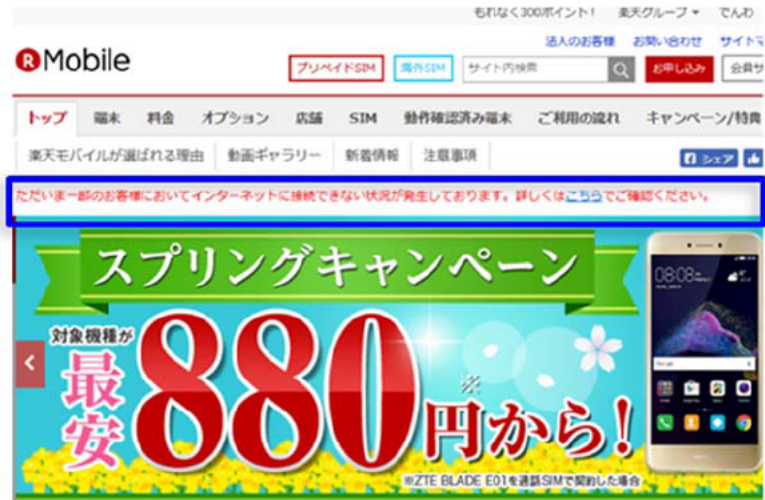 もれなく300ポイント! 楽天グループ でんわ
法人のお客様 お問い合わせ サイトマ
R Mobile
プリペイドSIM 海外SIM サイト内検索 お申し込み 会員サ
トップ 端末 料金 オプション 店舗 SIM 動作確認済み端末 ご利用の流れ キャンペーン/特典
楽天モバイルが選ばれる理由 動画ギャラリー 新着情報 注意事項 シェア
ただいま一部のお客様においてインターネットに接続できない状況が発生しております。詳しくはこちらでご確認ください。
スプリングキャンペーン
08:08
対象機種が
最安880円から!
※
※ZTE BLADE E01を通話SIMで契約した場合